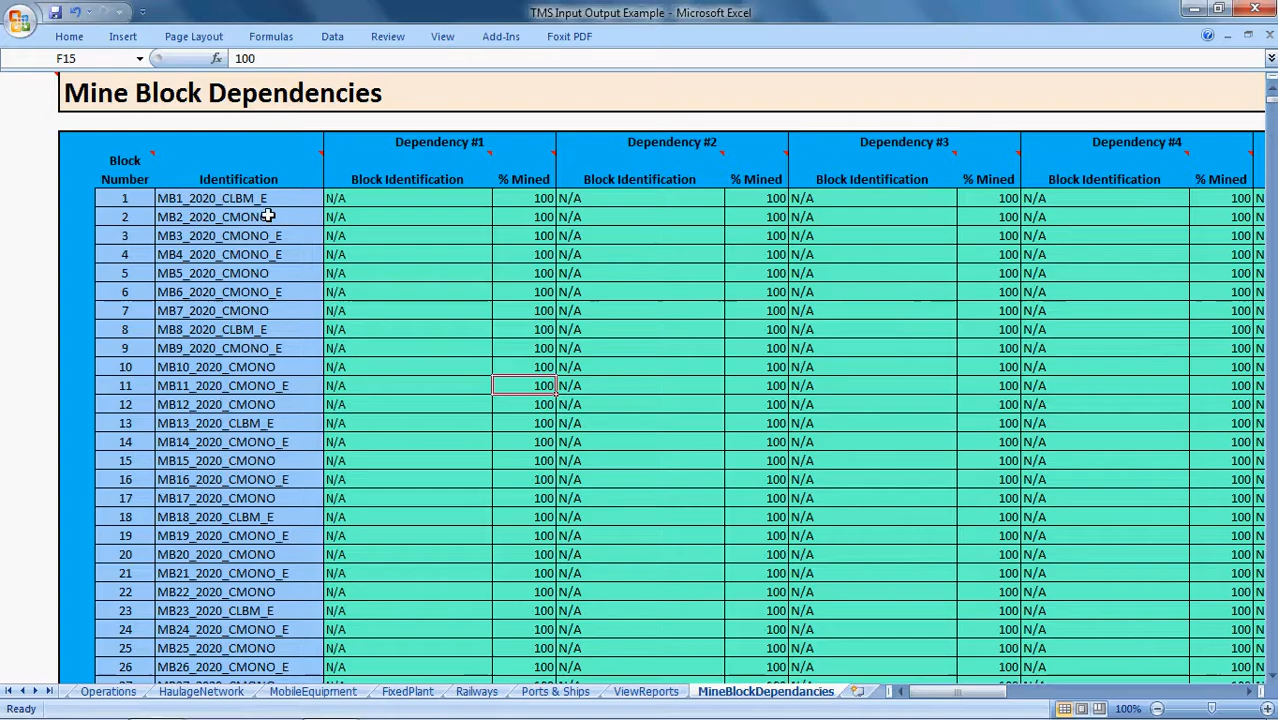 TMS Input Output Example - Microsoft Excel
Home Insert Page Layout Formulas Data Review View Add-Ins Foxit PDF
F15 fx 100
Mine Block Dependencies
Dependency #1 Dependency #2 Dependency #3 Dependency #4
Block
Number Identification Block Identification % Mined Block Identification % Mined Block Identification % Mined Block Identification % Mined
1 MB1_2020_CLBM_E N/A 100 N/A 100 N/A 100 N/A 100 N
2 MB2_2020_CMONO N/A 100 N/A 100 N/A 100 N/A 100 N
3 MB3_2020_CMONO_E N/A 100 N/A 100 N/A 100 N/A 100 N
4 MB4_2020_CMONO_E N/A 100 N/A 100 N/A 100 N/A 100 N
5 MB5_2020_CMONO N/A 100 N/A 100 N/A 100 N/A 100 N
6 MB6_2020_CMONO_E N/A 100 N/A 100 N/A 100 N/A 100 N
7 MB7_2020_CMONO N/A 100 N/A 100 N/A 100 N/A 100 N
8 MB8_2020_CLBM_E N/A 100 N/A 100 N/A 100 N/A 100 N
9 MB9_2020_CMONO_E N/A 100 N/A 100 N/A 100 N/A 100 N
10 MB10_2020_CMONO N/A 100 N/A 100 N/A 100 N/A 100 N
11 MB11_2020_CMONO_E N/A 100 N/A 100 N/A 100 N/A 100 N
12 MB12_2020_CMONO N/A 100 N/A 100 N/A 100 N/A 100 N
13 MB13_2020_CLBM_E N/A 100 N/A 100 N/A 100 N/A 100 N
14 MB14_2020_CMONO_E N/A 100 N/A 100 N/A 100 N/A 100 N
15 MB15_2020_CMONO N/A 100 N/A 100 N/A 100 N/A 100 N
16 MB16_2020_CMONO_E N/A 100 N/A 100 N/A 100 N/A 100 N
17 MB17_2020_CMONO N/A 100 N/A 100 N/A 100 N/A 100 N
18 MB18_2020_CLBM_E N/A 100 N/A 100 N/A 100 N/A 100 N
19 MB19_2020_CMONO_E N/A 100 N/A 100 N/A 100 N/A 100 N
20 MB20_2020_CMONO N/A 100 N/A 100 N/A 100 N/A 100 N
21 MB21_2020_CMONO_E N/A 100 N/A 100 N/A 100 N/A 100 N
22 MB22_2020_CMONO N/A 100 N/A 100 N/A 100 N/A 100 N
23 MB23_2020_CLBM_E N/A 100 N/A 100 N/A 100 N/A 100 N
24 MB24_2020_CMONO_E N/A 100 N/A 100 N/A 100 N/A 100 N
25 MB25_2020_CMONO N/A 100 N/A 100 N/A 100 N/A 100 N
26 MB26_2020_CMONO_E N/A 100 N/A 100 N/A 100 N/A 100 N
Operations HaulageNetwork MobileEquipment FixedPlant Railways Ports & Ships ViewReports MineBlockDependancies
Ready 100%